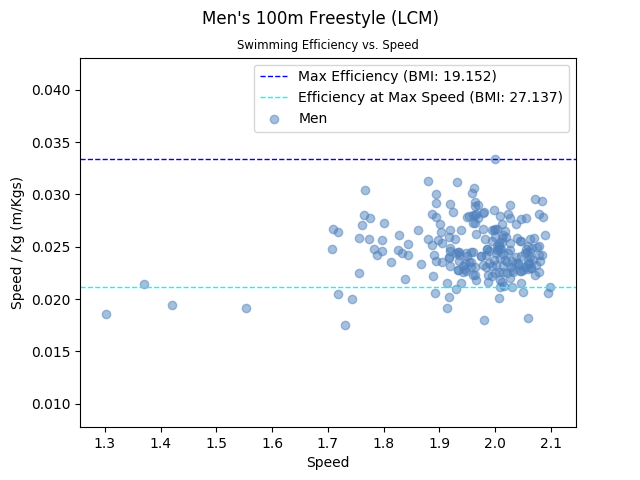 Men's 100m Freestyle (LCM)
Swimming Efficiency vs. Speed
Max Efficiency (BMI: 19.152)
Efficiency at Max Speed (BMI: 27.137)
Men
0.040
0.035
0.030
0.025
0.020
0.015
0.010
Speed / Kg (m/Kgs)
1.3 1.4 1.5 1.6 1.7 1.8 1.9 2.0 2.1
Speed